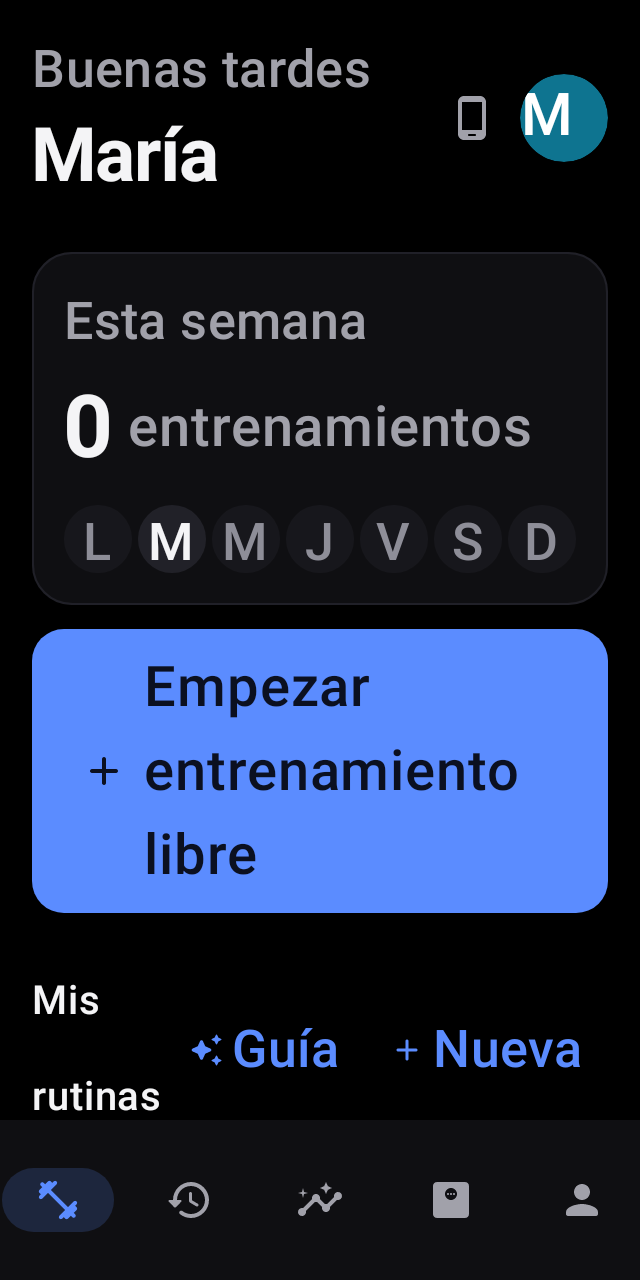 Buenas tardes
María
M
Esta semana
0 entrenamientos
L M M J V S D
+ Empezar
entrenamiento
libre
Mis
rutinas
Guía
+ Nueva